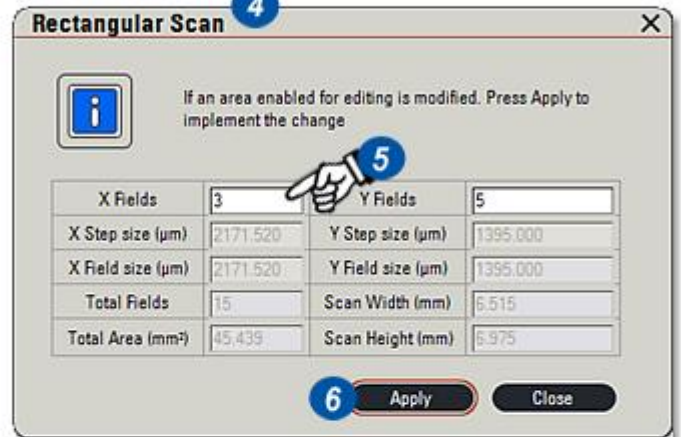 4
Rectangular Scan
If an area enabled for editing is modified. Press Apply to
implement the change
5
X Fields 3 Y Fields 5
X Step size (µm) 2171.520 Y Step size (µm) 1395.000
X Field size (µm) 2171.520 Y Field size (µm) 1395.000
Total Fields 15 Scan Width (mm) 6.515
Total Area (mm²) 45.439 Scan Height (mm) 6.975
6 Apply Close